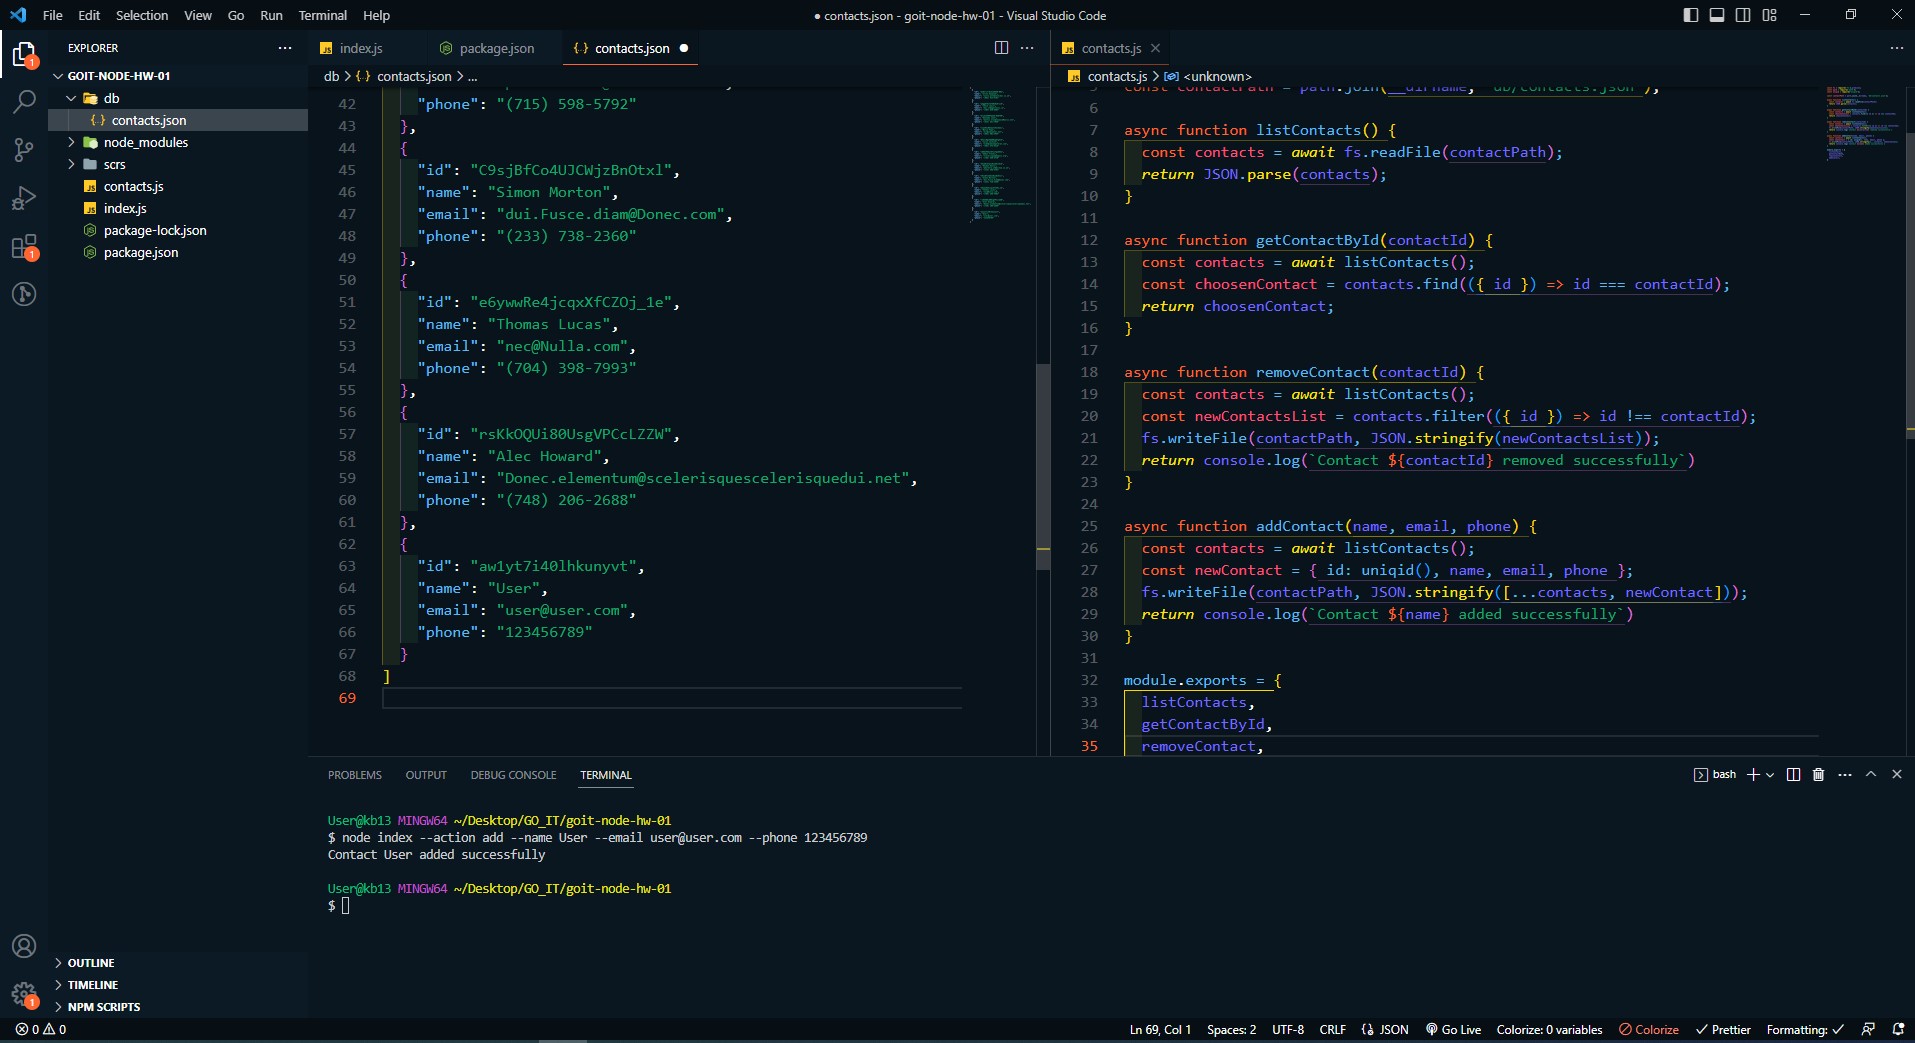 File Edit Selection View Go Run Terminal Help
● contacts.json - goit-node-hw-01 - Visual Studio Code
EXPLORER
GOIT-NODE-HW-01
db
contacts.json
node_modules
scrs
contacts.js
index.js
package-lock.json
package.json
OUTLINE
TIMELINE
NPM SCRIPTS
index.js package.json {..} contacts.json ●
db > {..} contacts.json > ...
42 "phone": "(715) 598-5792"
43 },
44 {
45 "id": "C9sjBfCo4UJCWjzBnOtxl",
46 "name": "Simon Morton",
47 "email": "dui.Fusce.diam@Donec.com",
48 "phone": "(233) 738-2360"
49 },
50 {
51 "id": "e6ywwRe4jcqxXfCZOj_1e",
52 "name": "Thomas Lucas",
53 "email": "nec@Nulla.com",
54 "phone": "(704) 398-7993"
55 },
56 {
57 "id": "rsKkOQUi80UsgVPCcLZZW",
58 "name": "Alec Howard",
59 "email": "Donec.elementum@scelerisquescelerisquedui.net",
60 "phone": "(748) 206-2688"
61 },
62 {
63 "id": "aw1yt7i40lhkunyvt",
64 "name": "User",
65 "email": "user@user.com",
66 "phone": "123456789"
67 }
68 ]
69
contacts.js
contacts.js > <unknown>
5 const contactPath = path.join(__dirname, "db/contacts.json");
6
7 async function listContacts() {
8 const contacts = await fs.readFile(contactPath);
9 return JSON.parse(contacts);
10 }
11
12 async function getContactById(contactId) {
13 const contacts = await listContacts();
14 const choosenContact = contacts.find(({ id }) => id === contactId);
15 return choosenContact;
16 }
17
18 async function removeContact(contactId) {
19 const contacts = await listContacts();
20 const newContactsList = contacts.filter(({ id }) => id !== contactId);
21 fs.writeFile(contactPath, JSON.stringify(newContactsList));
22 return console.log(`Contact ${contactId} removed successfully`)
23 }
24
25 async function addContact(name, email, phone) {
26 const contacts = await listContacts();
27 const newContact = { id: uniqid(), name, email, phone };
28 fs.writeFile(contactPath, JSON.stringify([...contacts, newContact]));
29 return console.log(`Contact ${name} added successfully`)
30 }
31
32 module.exports = {
33 listContacts,
34 getContactById,
35 removeContact,
PROBLEMS OUTPUT DEBUG CONSOLE TERMINAL
bash
User@kb13 MINGW64 ~/Desktop/GO_IT/goit-node-hw-01
$ node index --action add --name User --email user@user.com --phone 123456789
Contact User added successfully
User@kb13 MINGW64 ~/Desktop/GO_IT/goit-node-hw-01
$
0 0 Ln 69, Col 1 Spaces: 2 UTF-8 CRLF JSON Go Live Colorize: 0 variables Colorize Prettier Formatting: